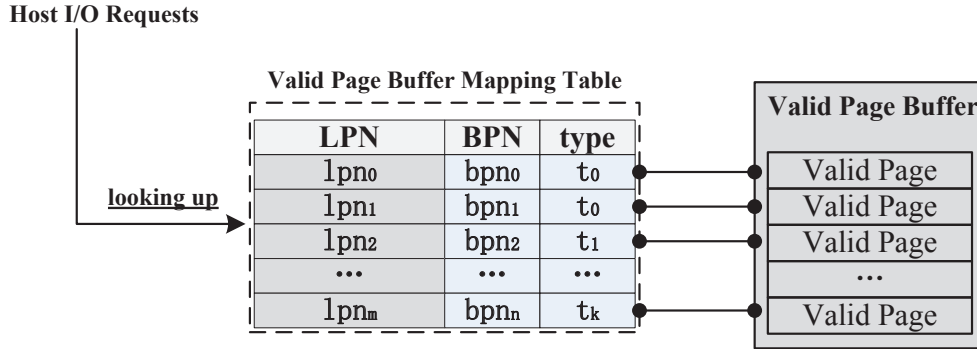 Host I/O Requests
Valid Page Buffer Mapping Table
Valid Page Buffer
LPN BPN type
lpn₀ bpn₀ t₀ Valid Page
looking up
lpn₁ bpn₁ t₀ Valid Page
lpn₂ bpn₂ t₁ Valid Page
... ... ... ...
lpnₘ bpnₙ tₖ Valid Page